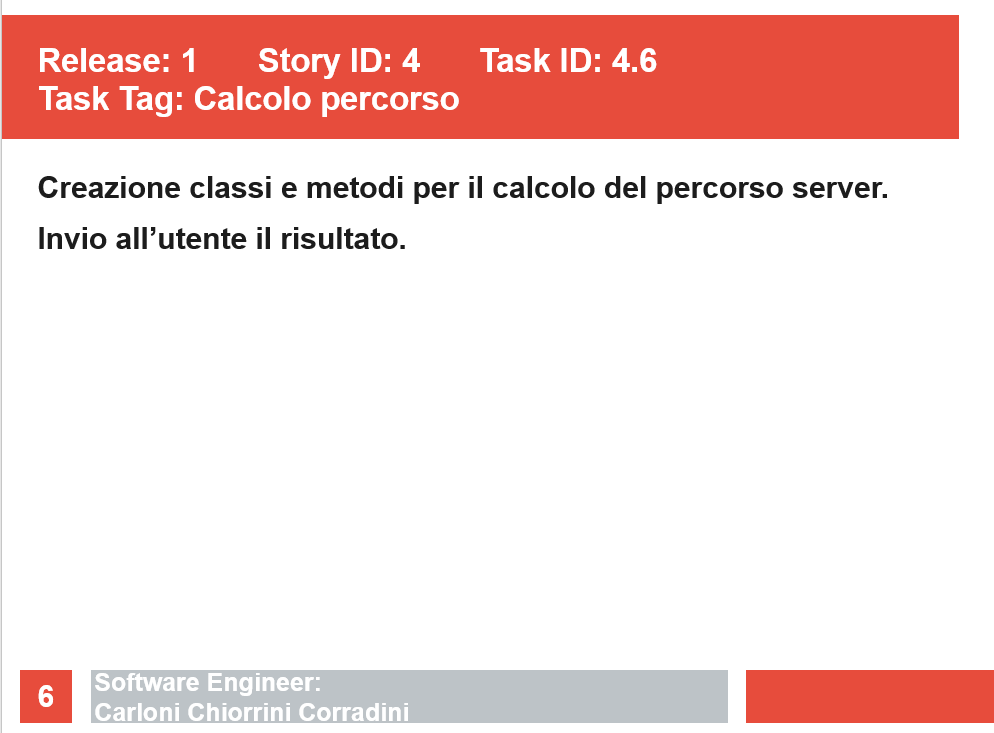 Release: 1 Story ID: 4 Task ID: 4.6
Task Tag: Calcolo percorso
Creazione classi e metodi per il calcolo del percorso server.
Invio all’utente il risultato.
6
Software Engineer:
Carloni Chiorrini Corradini